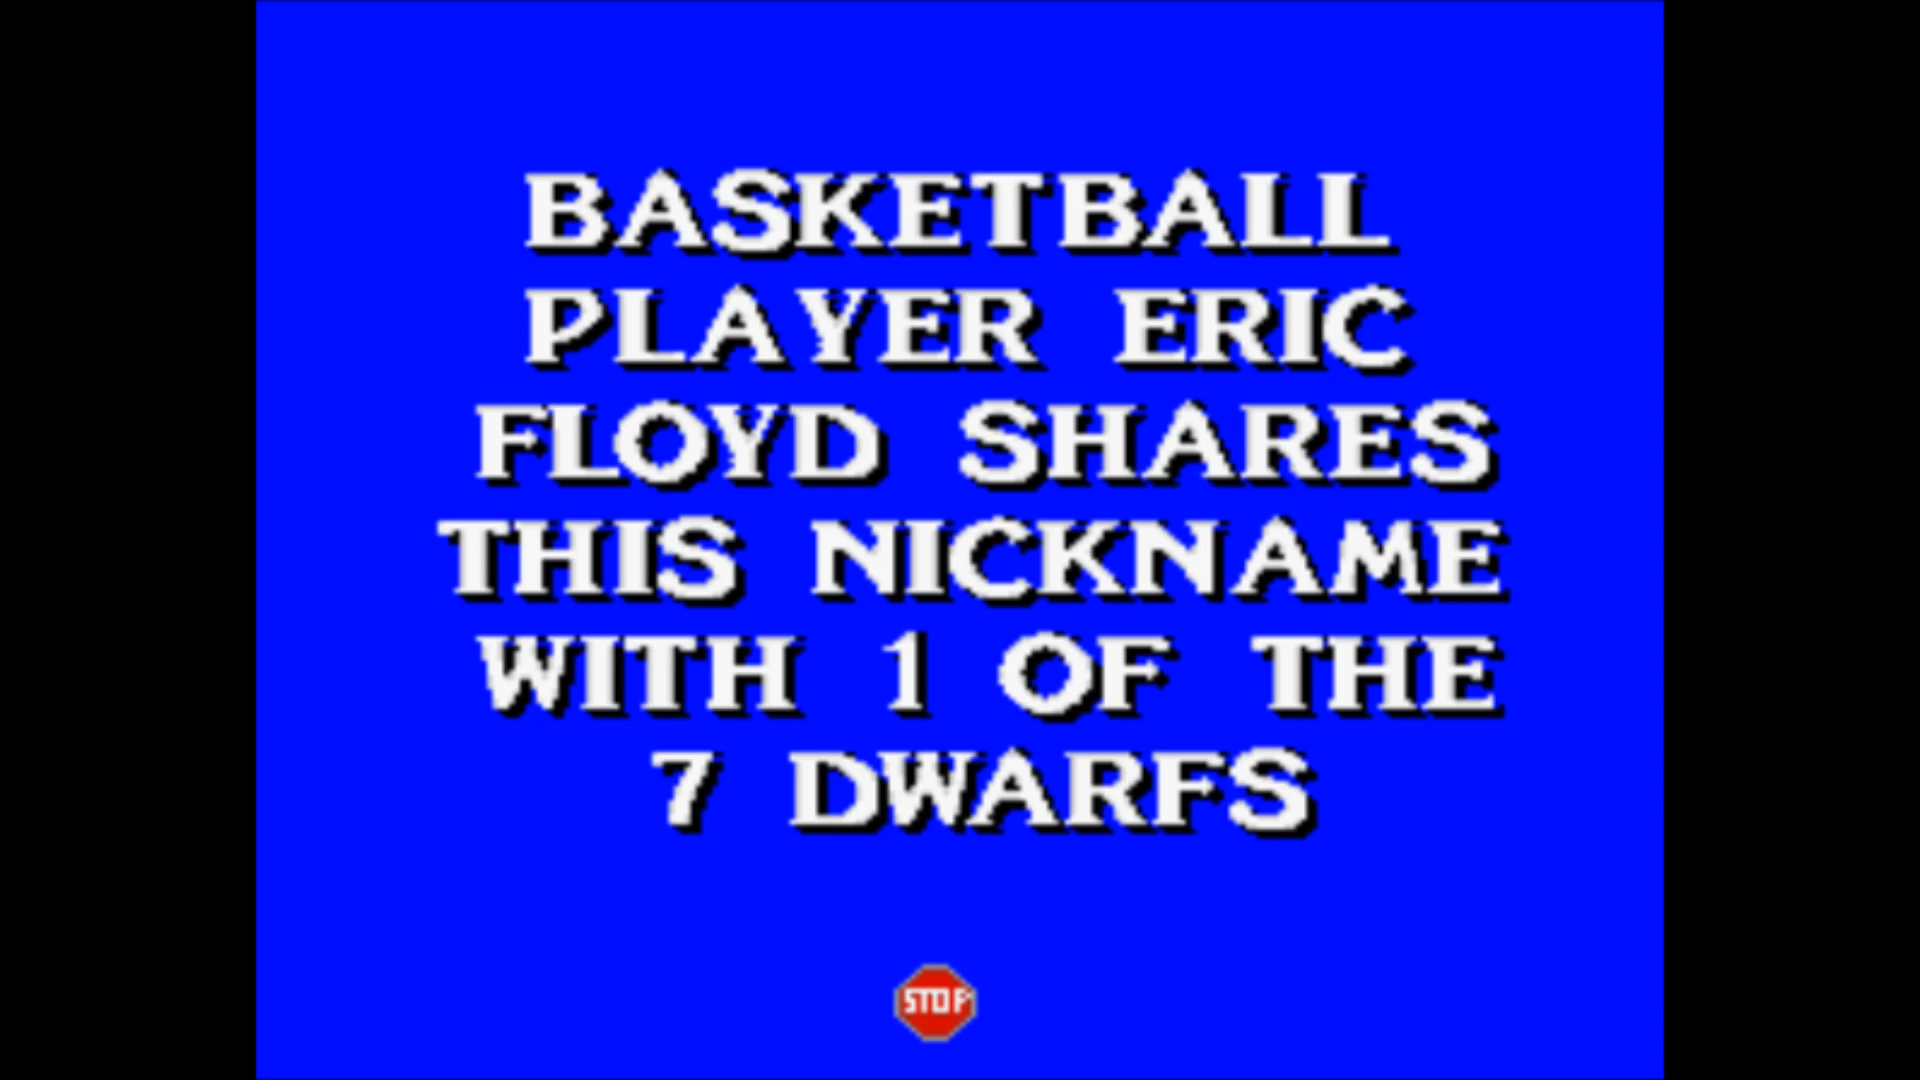 BASKETBALL
PLAYER ERIC
FLOYD SHARES
THIS NICKNAME
WITH 1 OF THE
7 DWARFS
STOP